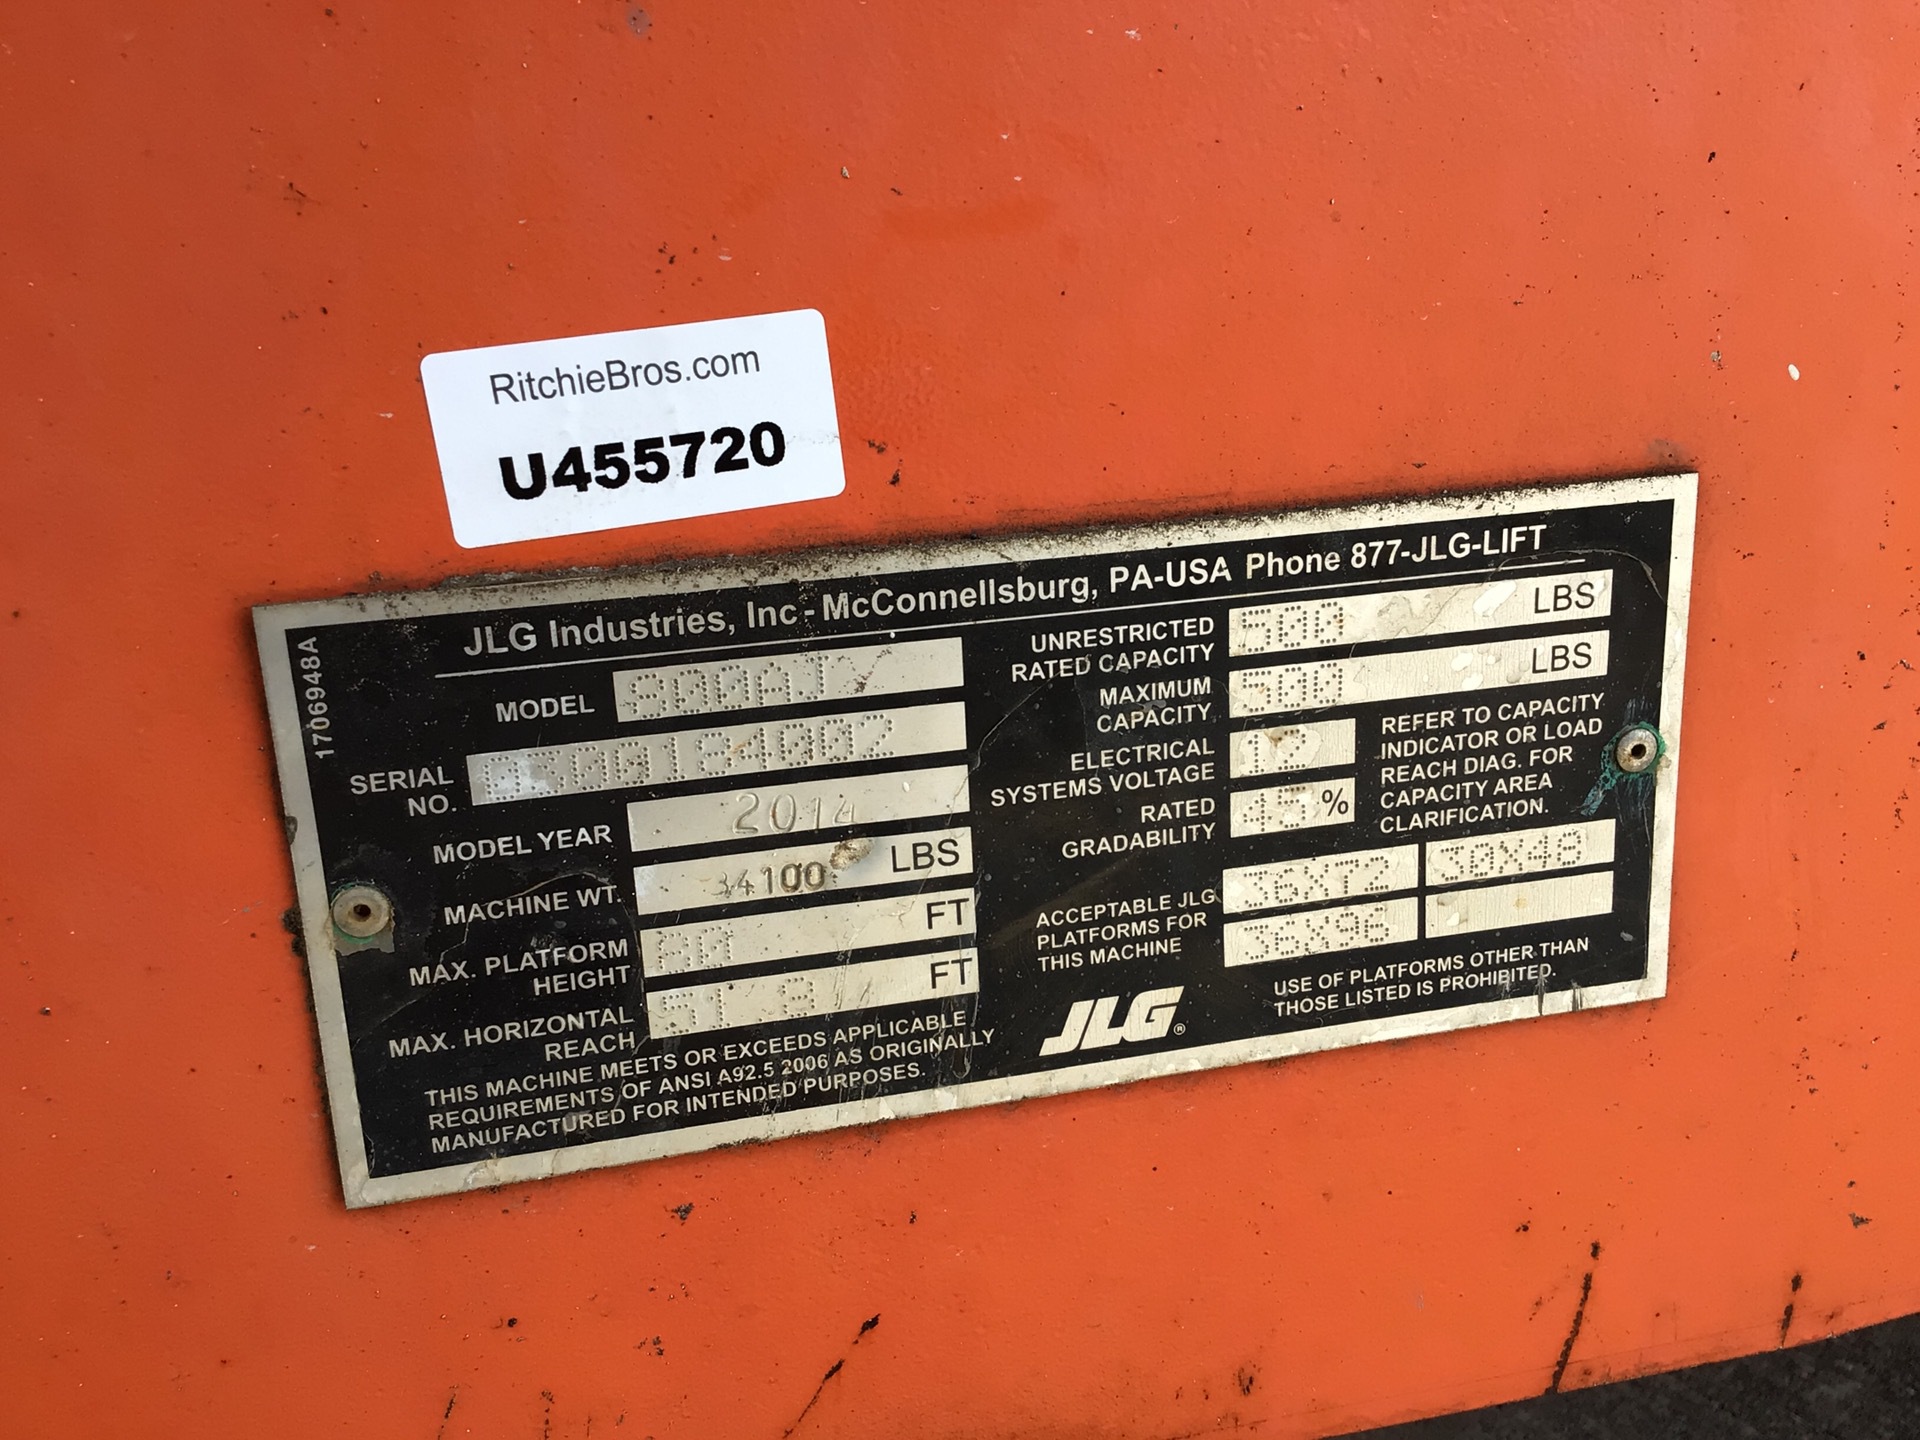 RitchieBros.com
U455720
1706948A
JLG Industries, Inc - McConnellsburg, PA-USA Phone 877-JLG-LIFT
MODEL 800AJ
SERIAL NO. 0300184002
MODEL YEAR 2014
MACHINE WT. 34100 LBS
MAX. PLATFORM HEIGHT 80 FT
MAX. HORIZONTAL REACH 51.8 FT
THIS MACHINE MEETS OR EXCEEDS APPLICABLE
REQUIREMENTS OF ANSI A92.5 2006 AS ORIGINALLY
MANUFACTURED FOR INTENDED PURPOSES.
UNRESTRICTED RATED CAPACITY 500 LBS
MAXIMUM CAPACITY 500 LBS
ELECTRICAL SYSTEMS VOLTAGE 12
RATED GRADABILITY 45 %
REFER TO CAPACITY
INDICATOR OR LOAD
REACH DIAG. FOR
CAPACITY AREA
CLARIFICATION.
ACCEPTABLE JLG
PLATFORMS FOR
THIS MACHINE
36X72 30X48
36X96
USE OF PLATFORMS OTHER THAN
THOSE LISTED IS PROHIBITED.
JLG®